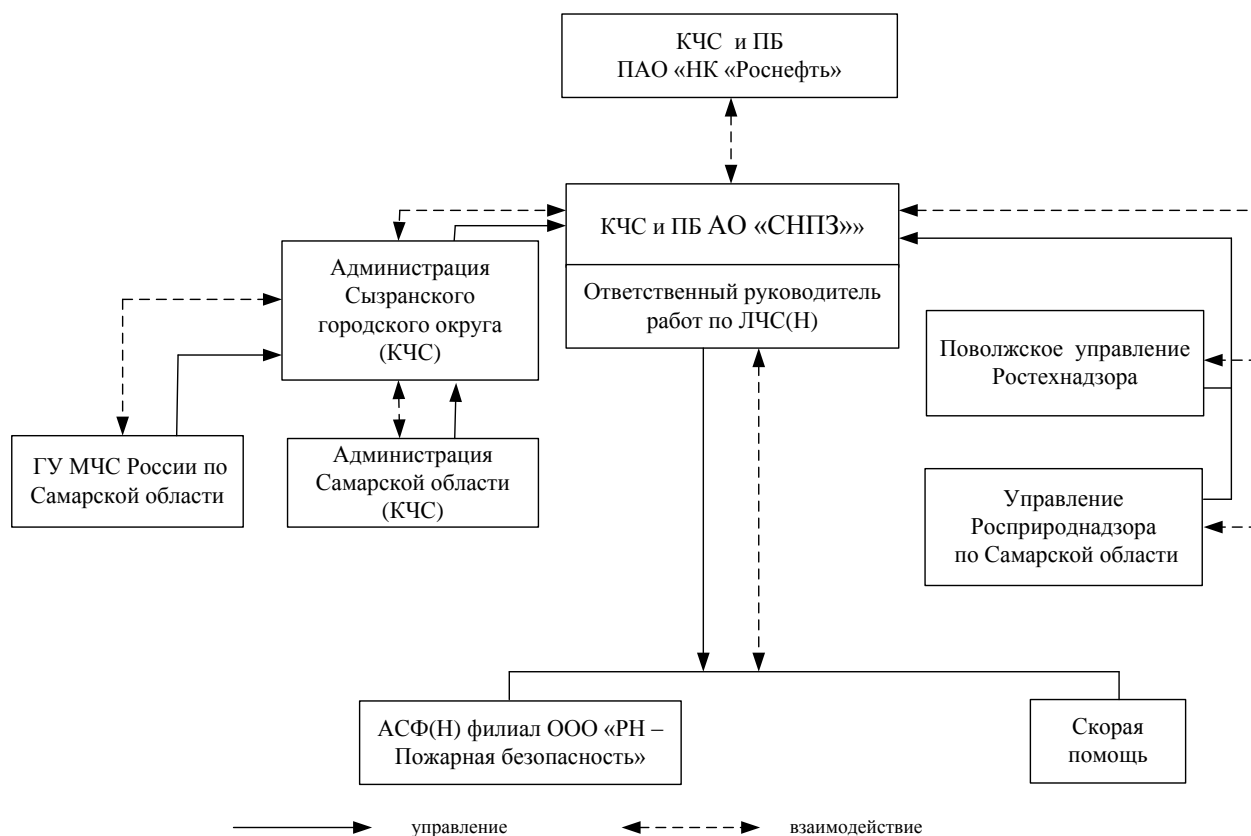 КЧС и ПБ
ПАО «НК «Роснефть»
КЧС и ПБ АО «СНПЗ»»
Ответственный руководитель
работ по ЛЧС(Н)
Администрация
Сызранского
городского округа
(КЧС)
Поволжское управление
Ростехнадзора
ГУ МЧС России по
Самарской области
Администрация
Самарской области
(КЧС)
Управление
Росприроднадзора
по Самарской области
АСФ(Н) филиал ООО «РН –
Пожарная безопасность»
Скорая
помощь
управление
взаимодействие